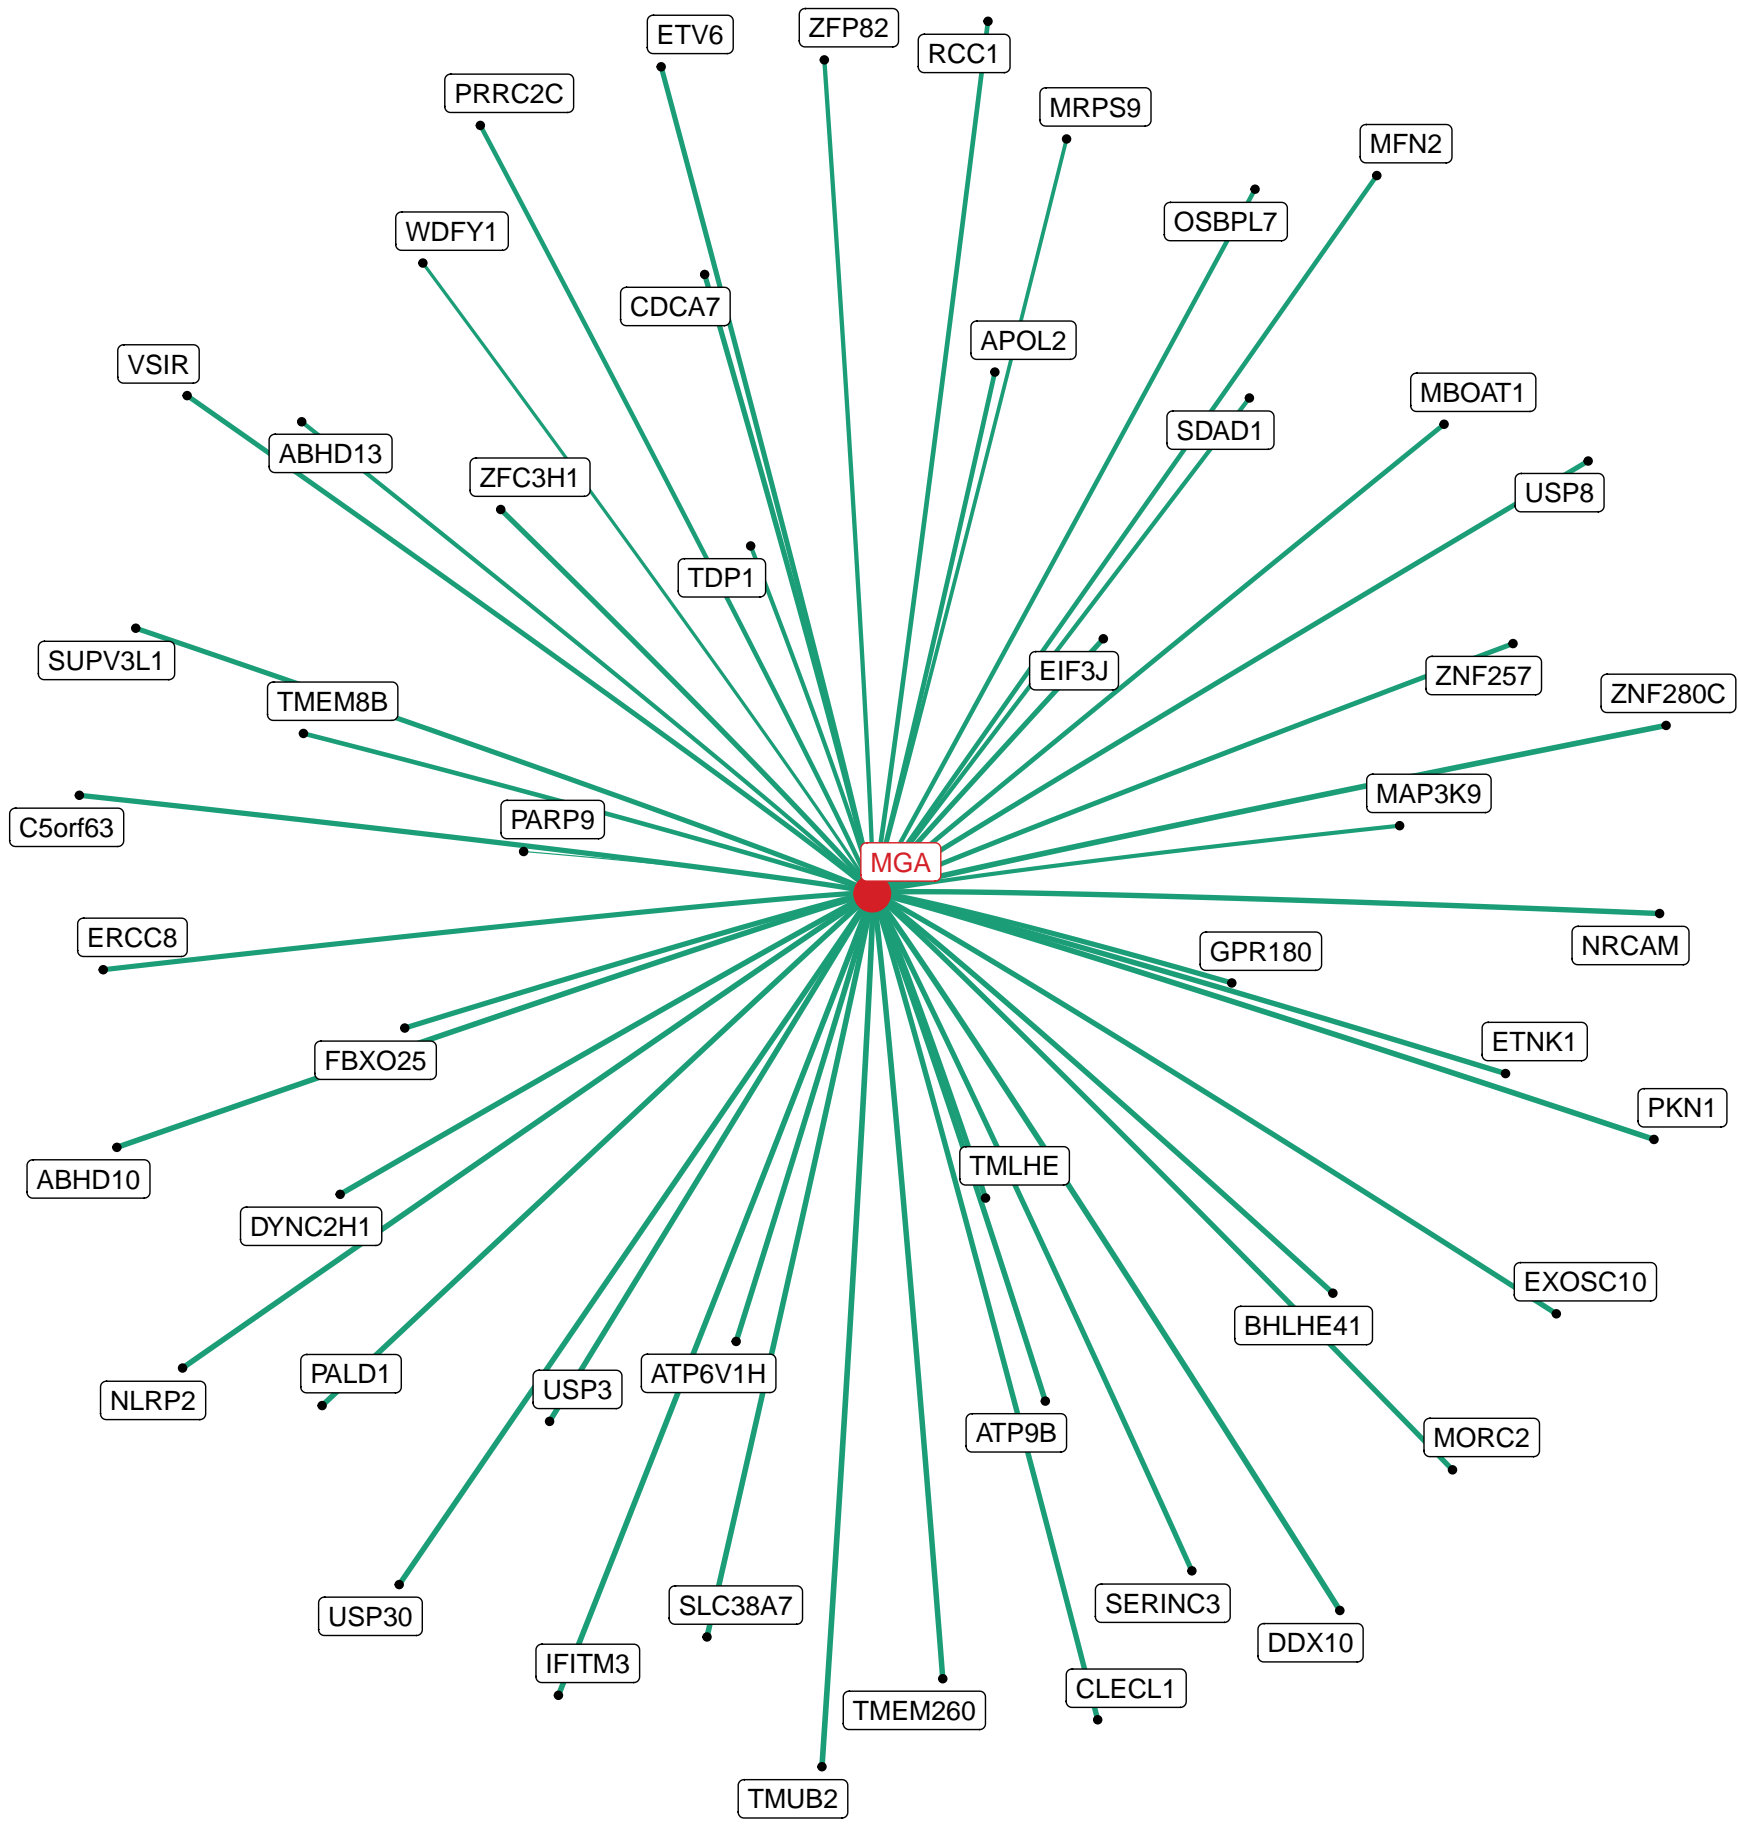 ZFP82
ETV6
RCC1
PRRC2C
MRPS9
MFN2
OSBPL7
WDFY1
CDCA7
APOL2
VSIR
MBOAT1
SDAD1
ABHD13
ZFC3H1
USP8
TDP1
SUPV3L1
EIF3J
ZNF257
ZNF280C
TMEM8B
MAP3K9
PARP9
C5orf63
MGA
ERCC8
NRCAM
GPR180
ETNK1
FBXO25
PKN1
TMLHE
ABHD10
DYNC2H1
EXOSC10
BHLHE41
PALD1
ATP6V1H
USP3
NLRP2
ATP9B
MORC2
SERINC3
SLC38A7
USP30
DDX10
IFITM3
CLECL1
TMEM260
TMUB2